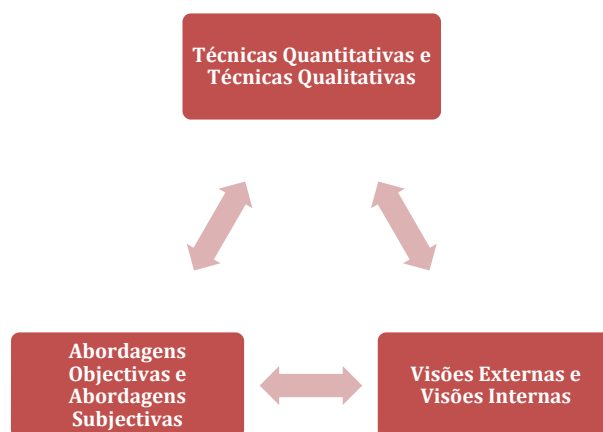 Técnicas Quantitativas e
Técnicas Qualitativas
Abordagens
Objectivas e
Abordagens
Subjectivas
Visões Externas e
Visões Internas